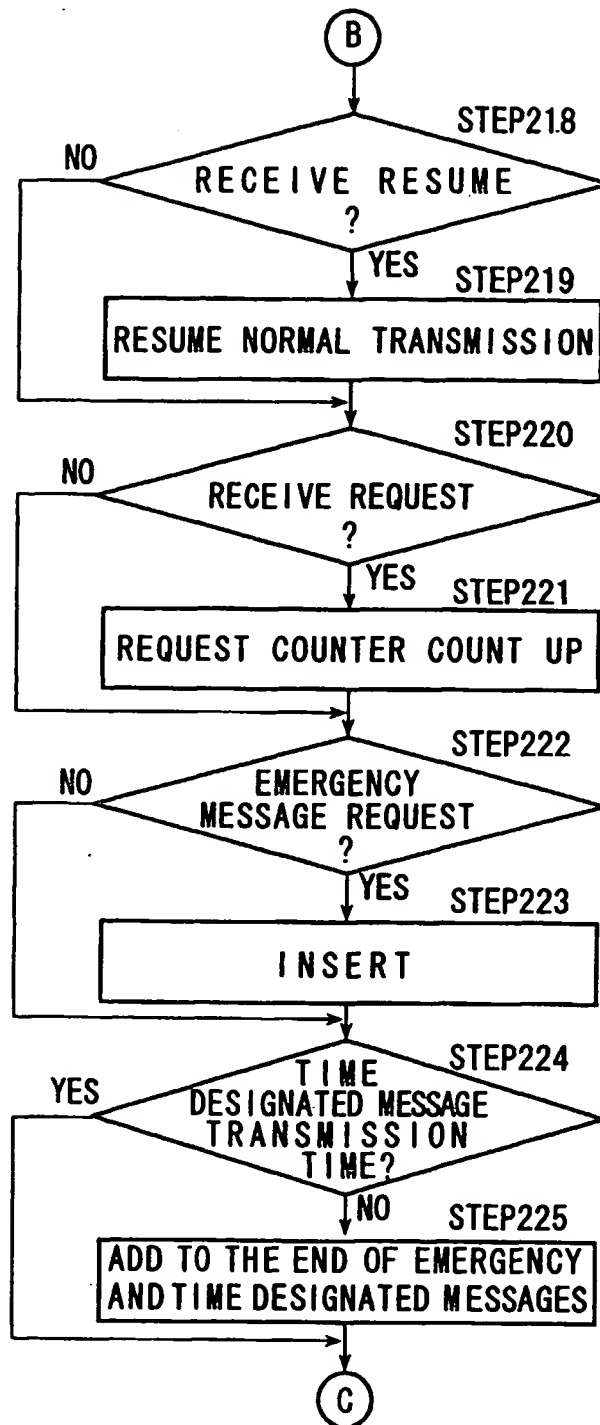 B
STEP218
NO
RECEIVE RESUME
?
YES
STEP219
RESUME NORMAL TRANSMISSION
STEP220
NO
RECEIVE REQUEST
?
YES
STEP221
REQUEST COUNTER COUNT UP
STEP222
NO
EMERGENCY
MESSAGE REQUEST
?
YES
STEP223
INSERT
STEP224
YES
TIME
DESIGNATED MESSAGE
TRANSMISSION
TIME?
NO
STEP225
ADD TO THE END OF EMERGENCY
AND TIME DESIGNATED MESSAGES
C